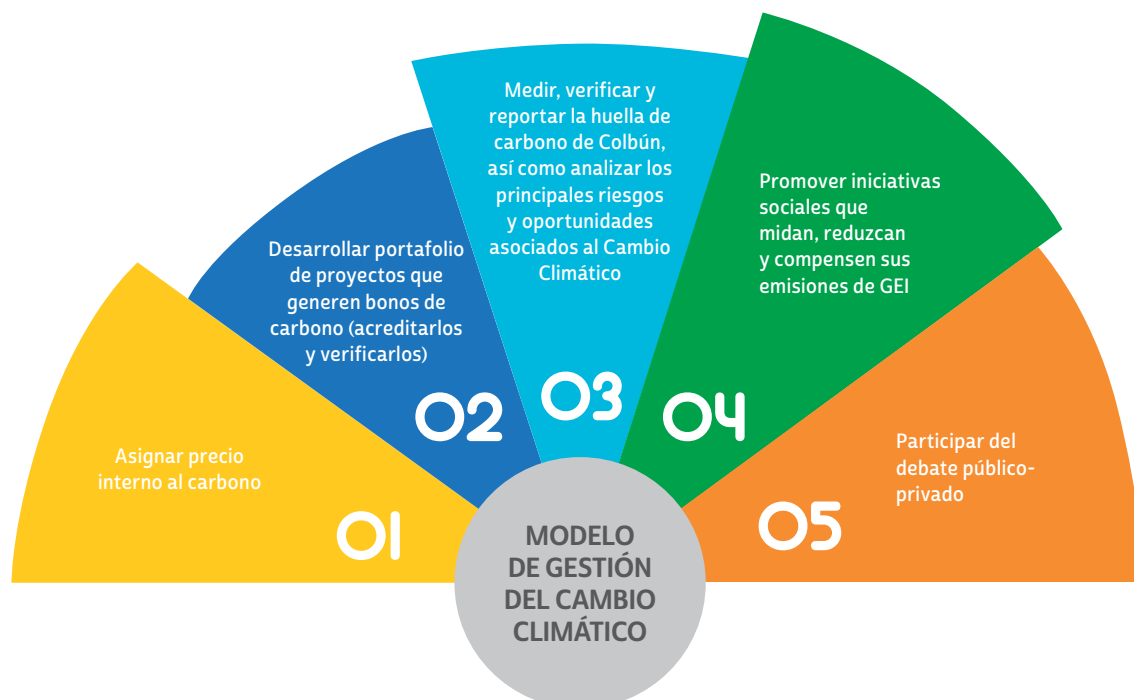 Asignar precio
interno al carbono
01
Desarrollar portafolio
de proyectos que
generen bonos de
carbono (acreditarlos
y verificarlos)
02
Medir, verificar y
reportar la huella de
carbono de Colbún,
así como analizar los
principales riesgos
y oportunidades
asociados al Cambio
Climático
03
Promover iniciativas
sociales que
midan, reduzcan
y compensen sus
emisiones de GEI
04
Participar del
debate público-
privado
05
MODELO
DE GESTIÓN
DEL CAMBIO
CLIMÁTICO